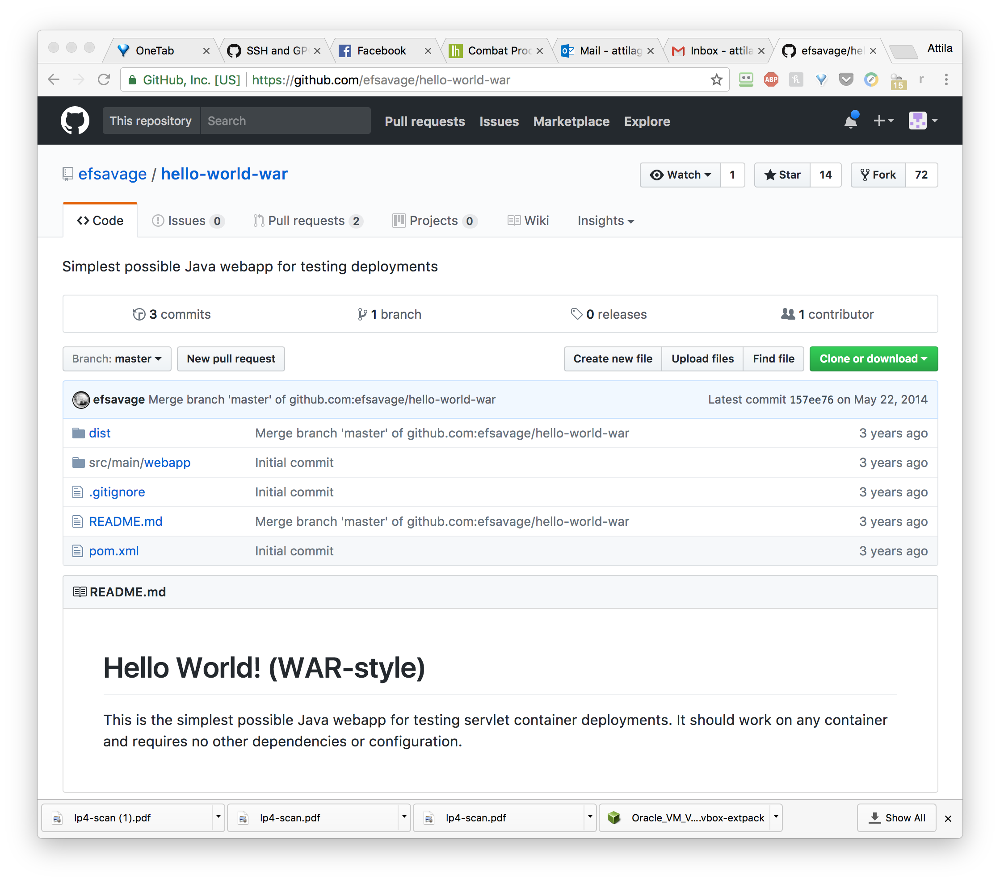 OneTab
SSH and GP
Facebook
Combat Proc
Mail - attilag
Inbox - attila
efsavage/hel
Attila
GitHub, Inc. [US] https://github.com/efsavage/hello-world-war
ABP
15
r
This repository Search Pull requests Issues Marketplace Explore
efsavage / hello-world-war
Watch 1 Star 14 Fork 72
Code Issues 0 Pull requests 2 Projects 0 Wiki Insights
Simplest possible Java webapp for testing deployments
3 commits 1 branch 0 releases 1 contributor
Branch: master New pull request Create new file Upload files Find file Clone or download
efsavage Merge branch 'master' of github.com:efsavage/hello-world-war Latest commit 157ee76 on May 22, 2014
dist Merge branch 'master' of github.com:efsavage/hello-world-war 3 years ago
src/main/webapp Initial commit 3 years ago
.gitignore Initial commit 3 years ago
README.md Merge branch 'master' of github.com:efsavage/hello-world-war 3 years ago
pom.xml Initial commit 3 years ago
README.md
Hello World! (WAR-style)
This is the simplest possible Java webapp for testing servlet container deployments. It should work on any container
and requires no other dependencies or configuration.
lp4-scan (1).pdf lp4-scan.pdf lp4-scan.pdf Oracle_VM_V....vbox-extpack Show All